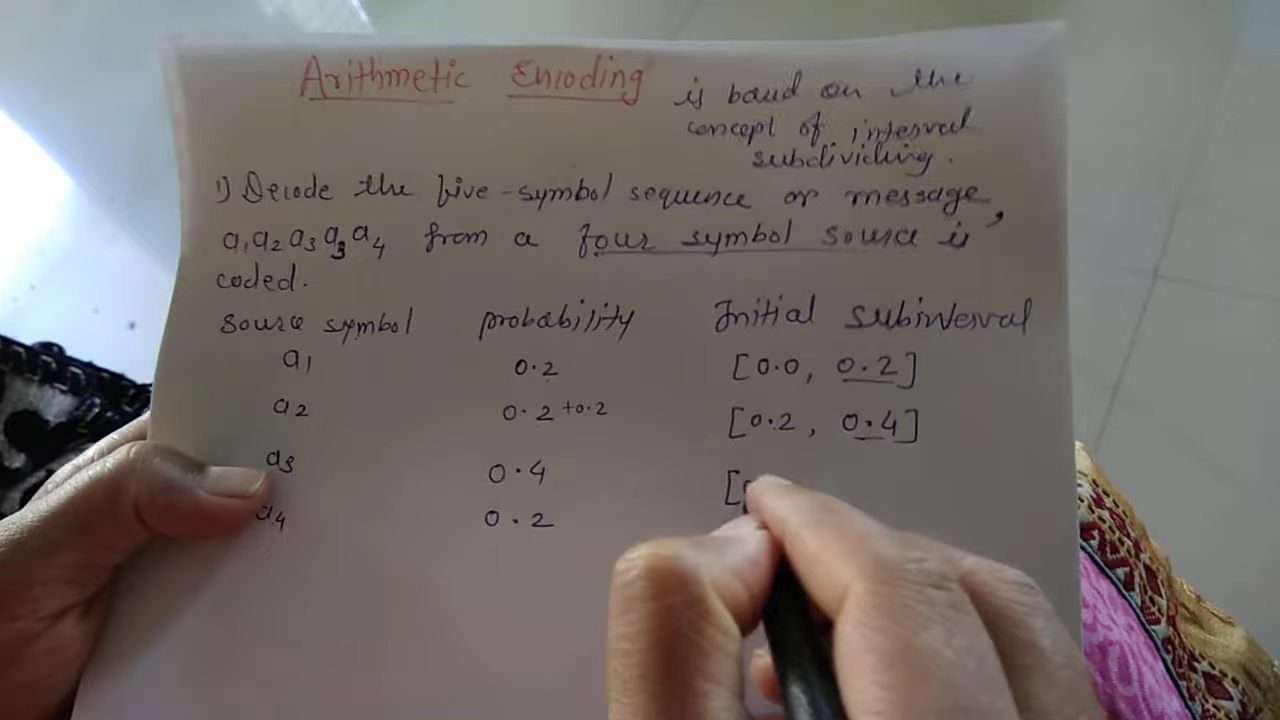 Arithmetic Encoding is baud on the
concept of interval
subdividing.
1) Decode the five-symbol sequence or message,
a1a2a3a3a4 from a four symbol source is
coded.
source symbol probability Initial subinterval
a1 0.2 [0.0, 0.2]
a2 0.2 +0.2 [0.2, 0.4]
a3 0.4 [
a4 0.2